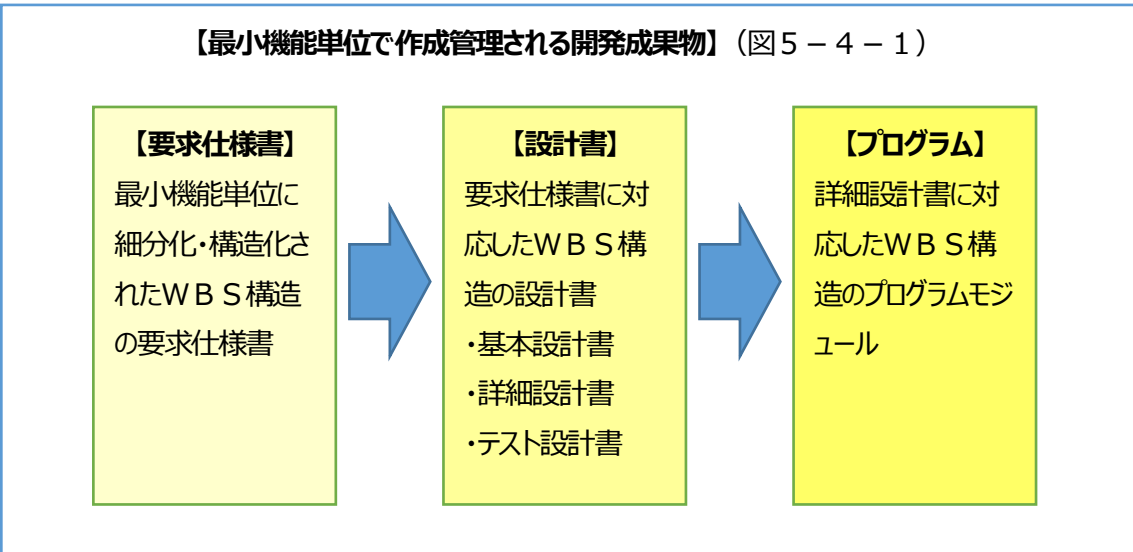 【最小機能単位で作成管理される開発成果物】（図５－４－１）
【要求仕様書】
最小機能単位に
細分化・構造化さ
れたＷＢＳ構造
の要求仕様書
【設計書】
要求仕様書に対
応したＷＢＳ構
造の設計書
・基本設計書
・詳細設計書
・テスト設計書
【プログラム】
詳細設計書に対
応したＷＢＳ構
造のプログラムモジ
ュール